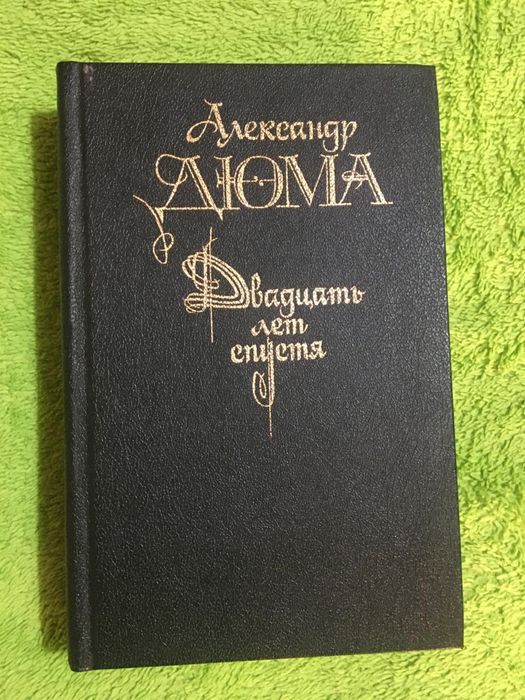 Александр
ДЮМА
Двадцать
лет
спустя